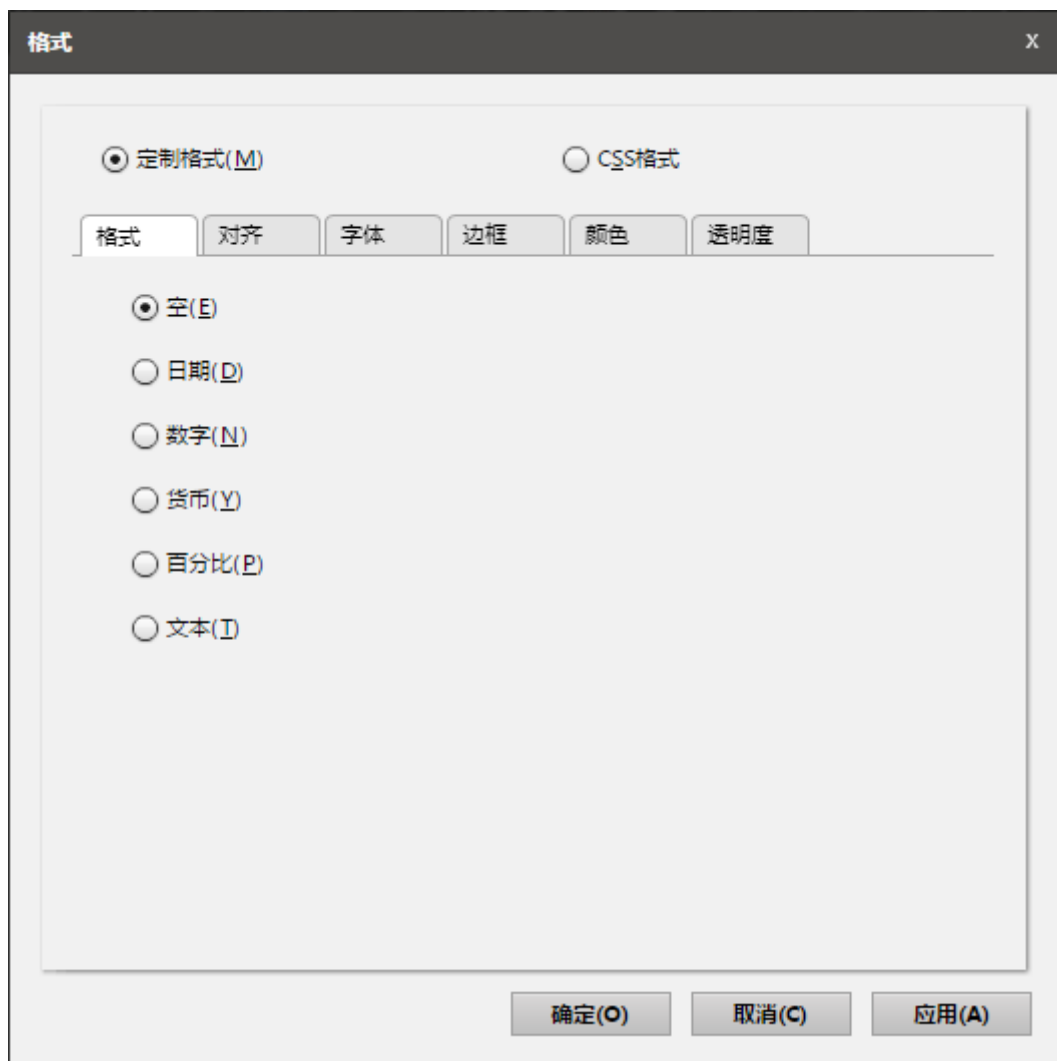 格式 X
定制格式(M) CSS格式
格式 对齐 字体 边框 颜色 透明度
空(E)
日期(D)
数字(N)
货币(Y)
百分比(P)
文本(T)
确定(O) 取消(C) 应用(A)